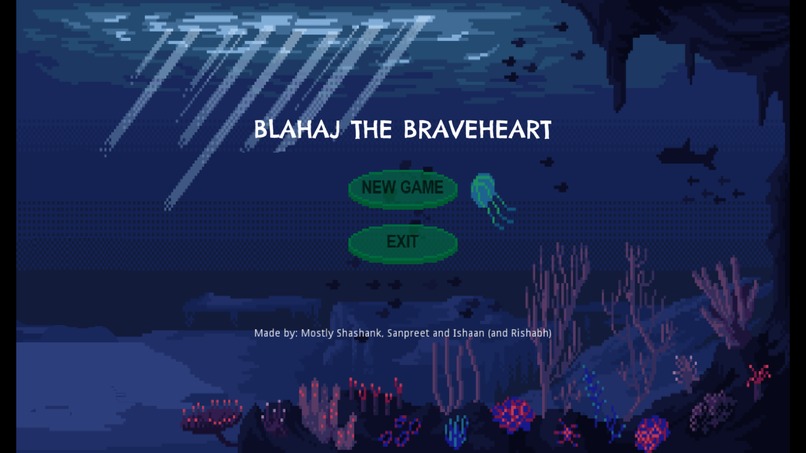 BLAHAJ THE BRAVEHEART
NEW GAME
EXIT
Made by: Mostly Shashank, Sanpreet and Ishaan (and Rishabh)